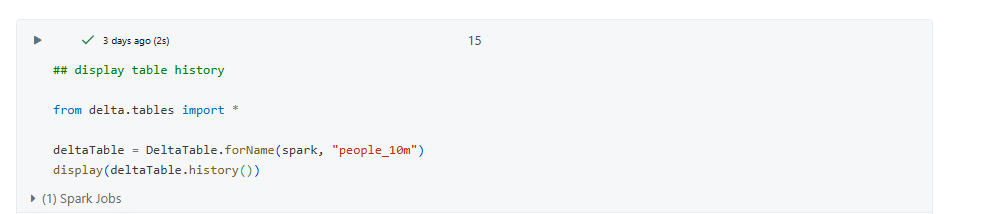 3 days ago (2s)
15
## display table history
from delta.tables import *
deltaTable = DeltaTable.forName(spark, "people_10m")
display(deltaTable.history())
(1) Spark Jobs